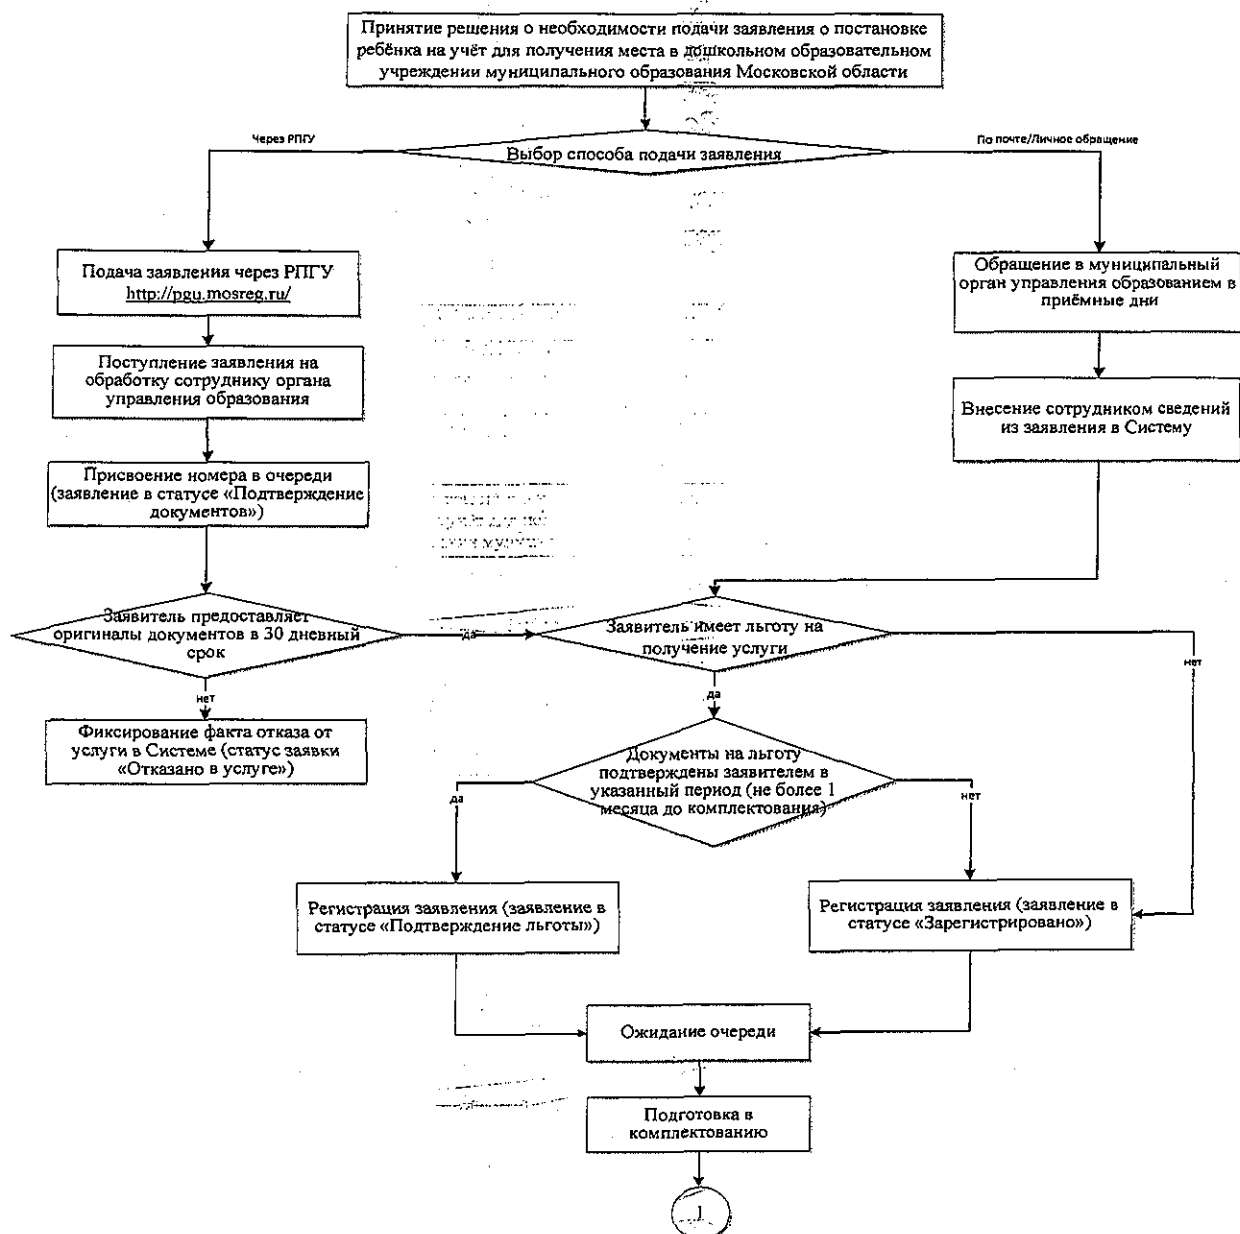 Принятие решения о необходимости подачи заявления о постановке
ребёнка на учёт для получения места в дошкольном образовательном
учреждении муниципального образования Московской области
Через РПГУ
По почте/Личное обращение
Выбор способа подачи заявления
Подача заявления через РПГУ
http://pgu.mosreg.ru/
Обращение в муниципальный
орган управления образованием в
приёмные дни
Поступление заявления на
обработку сотруднику органа
управления образования
Внесение сотрудником сведений
из заявления в Систему
Присвоение номера в очереди
(заявление в статусе «Подтверждение
документов»)
Заявитель предоставляет
оригиналы документов в 30 дневный
срок
да
Заявитель имеет льготу на
получение услуги
нет
нет
да
Фиксирование факта отказа от
услуги в Системе (статус заявки
«Отказано в услуге»)
Документы на льготу
подтверждены заявителем в
указанный период (не более 1
месяца до комплектования)
да
нет
Регистрация заявления (заявление в
статусе «Подтверждение льготы»)
Регистрация заявления (заявление в
статусе «Зарегистрировано»)
Ожидание очереди
Подготовка в
комплектованию
1